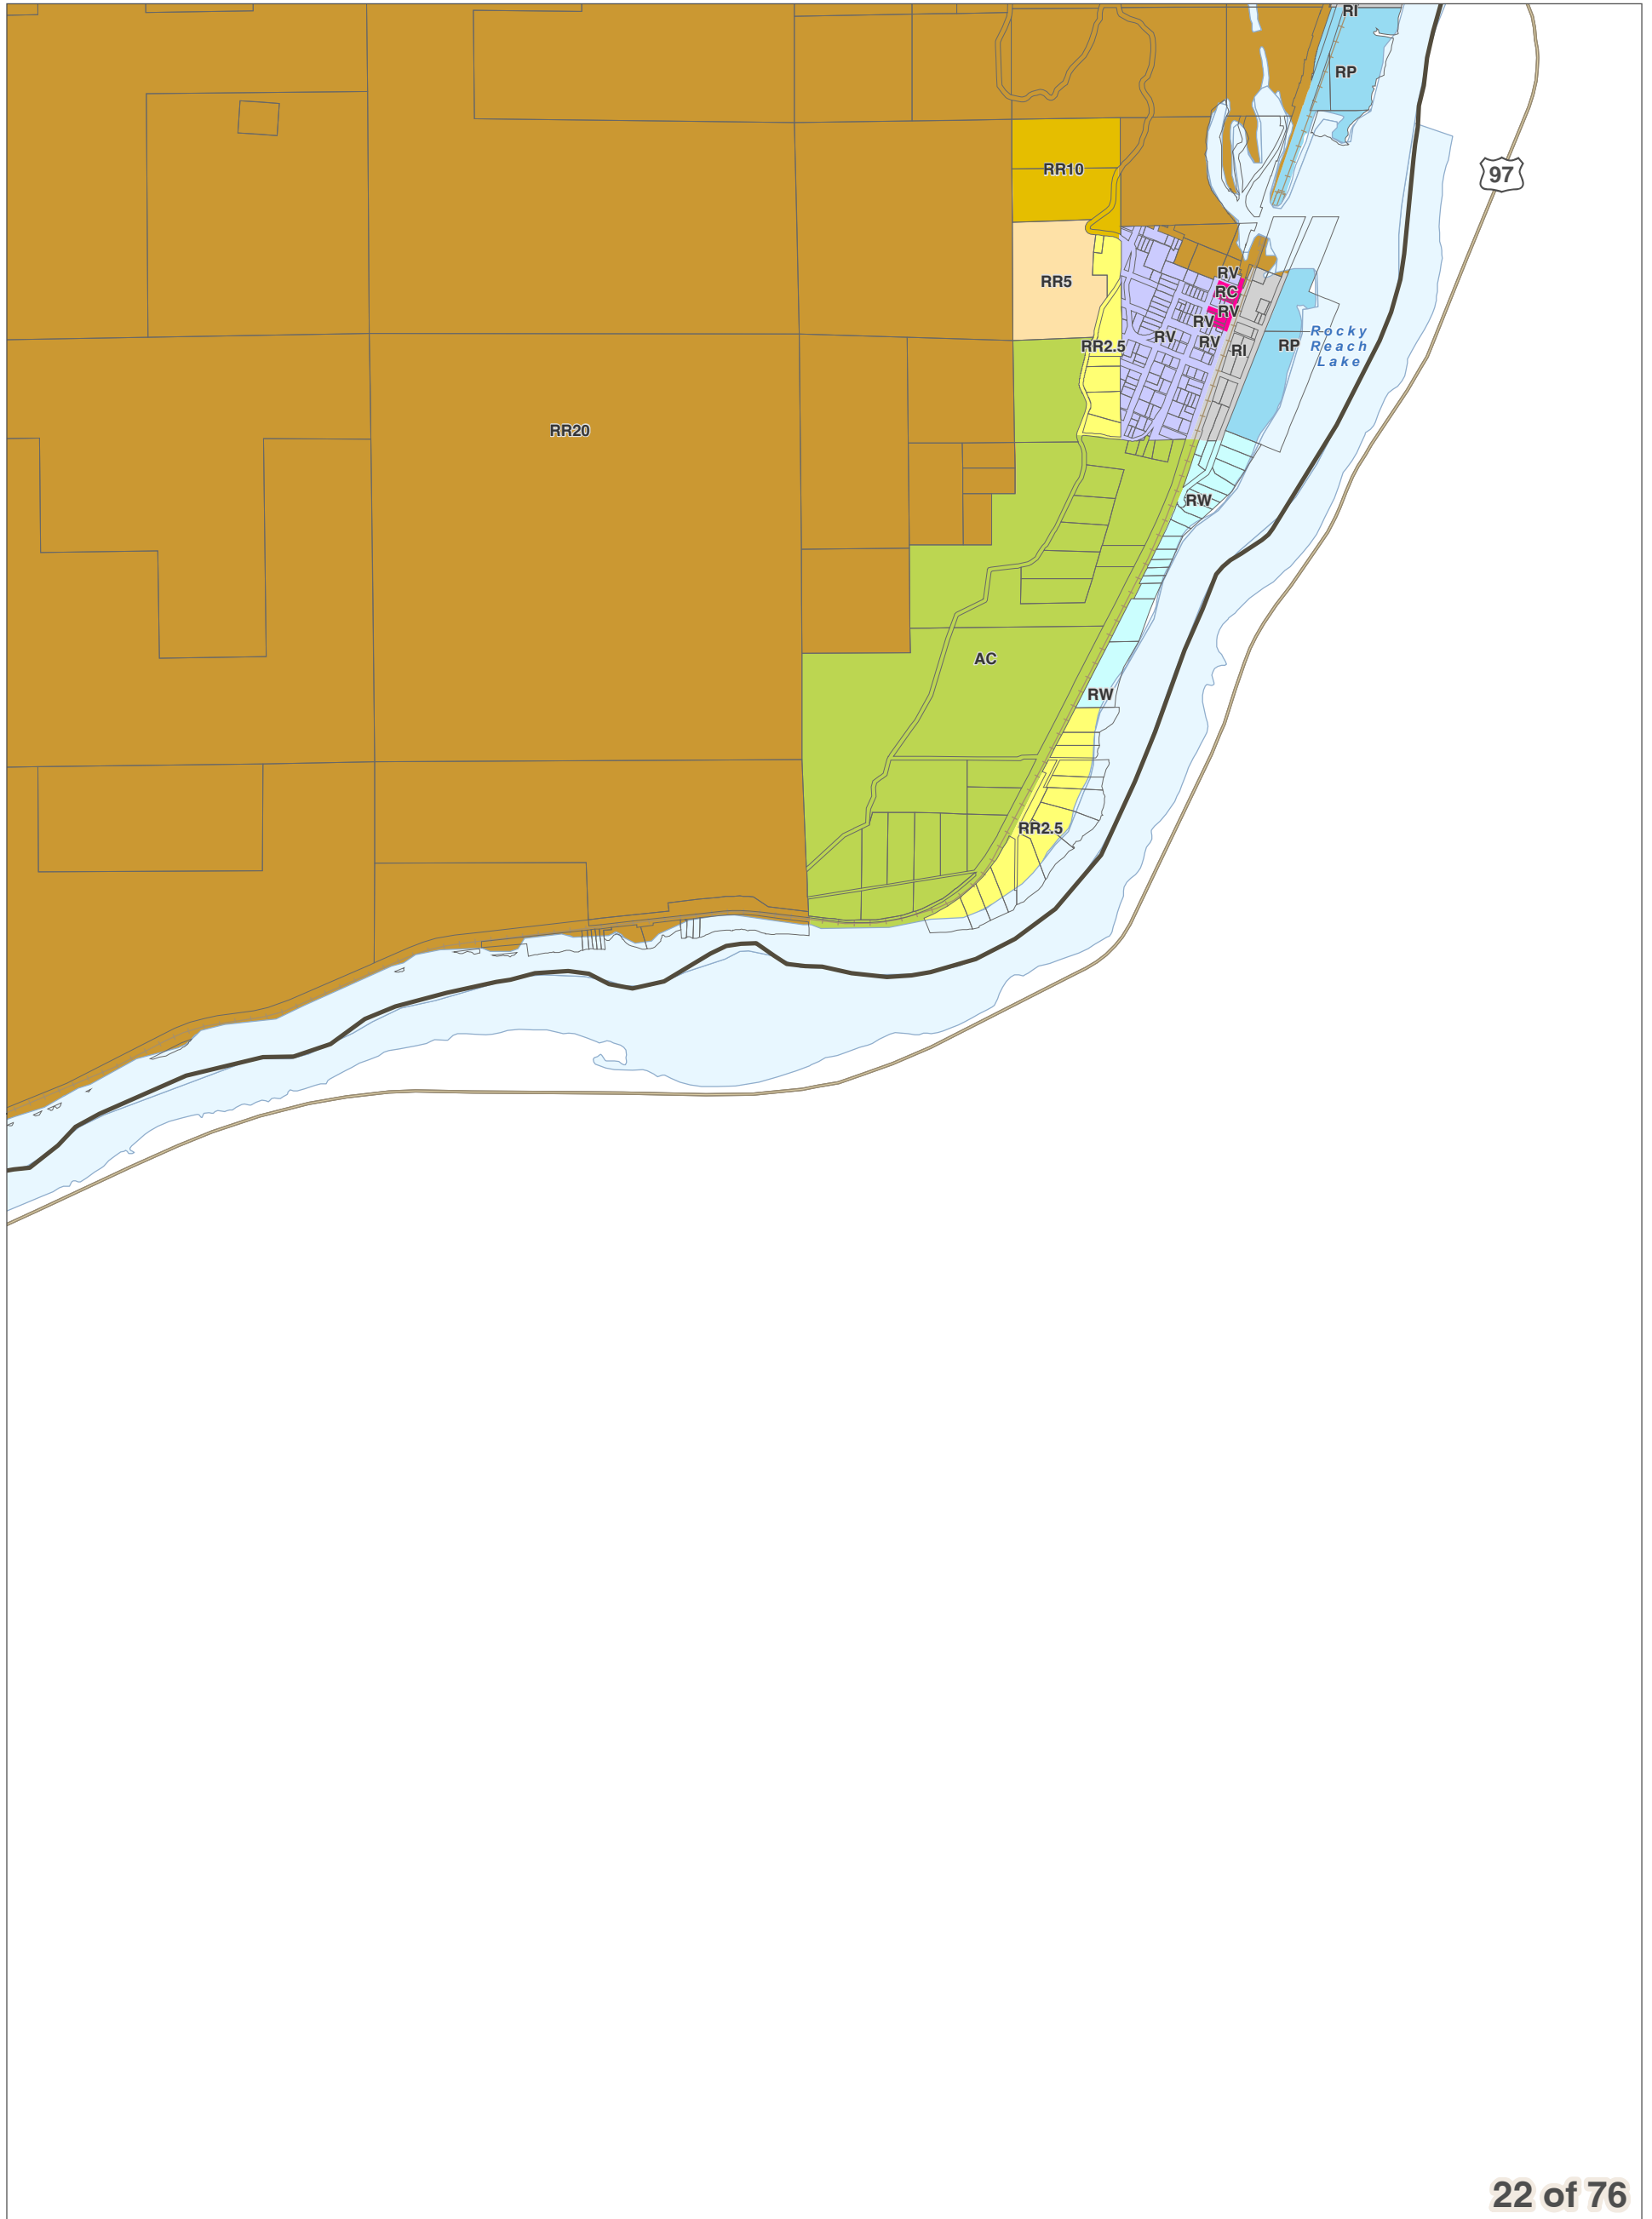 RI
RP
97
RR10
RV
RR5
RC
RV
RV
Rocky
RV
RV
RR2.5
RI
RP
Reach
Lake
RR20
RW
AC
RW
RR2.5
22 of 76